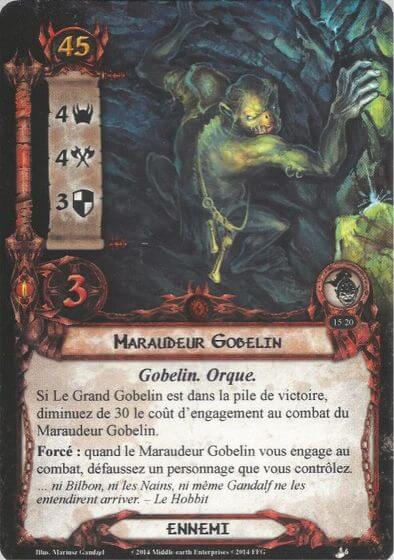 45
4
4
3
3
15-20
MARAUDEUR GOBELIN
Gobelin. Orque.
Si Le Grand Gobelin est dans la pile de victoire,
diminuez de 30 le coût d'engagement au combat du
Maraudeur Gobelin.
Forcé : quand le Maraudeur Gobelin vous engage au
combat, défaussez un personnage que vous contrôlez.
... ni Bilbon, ni les Nains, ni même Gandalf ne les
entendirent arriver. – Le Hobbit
ENNEMI
Illus. Mariusz Gandzel ©2014 Middle-earth Enterprises ©2014 FFG